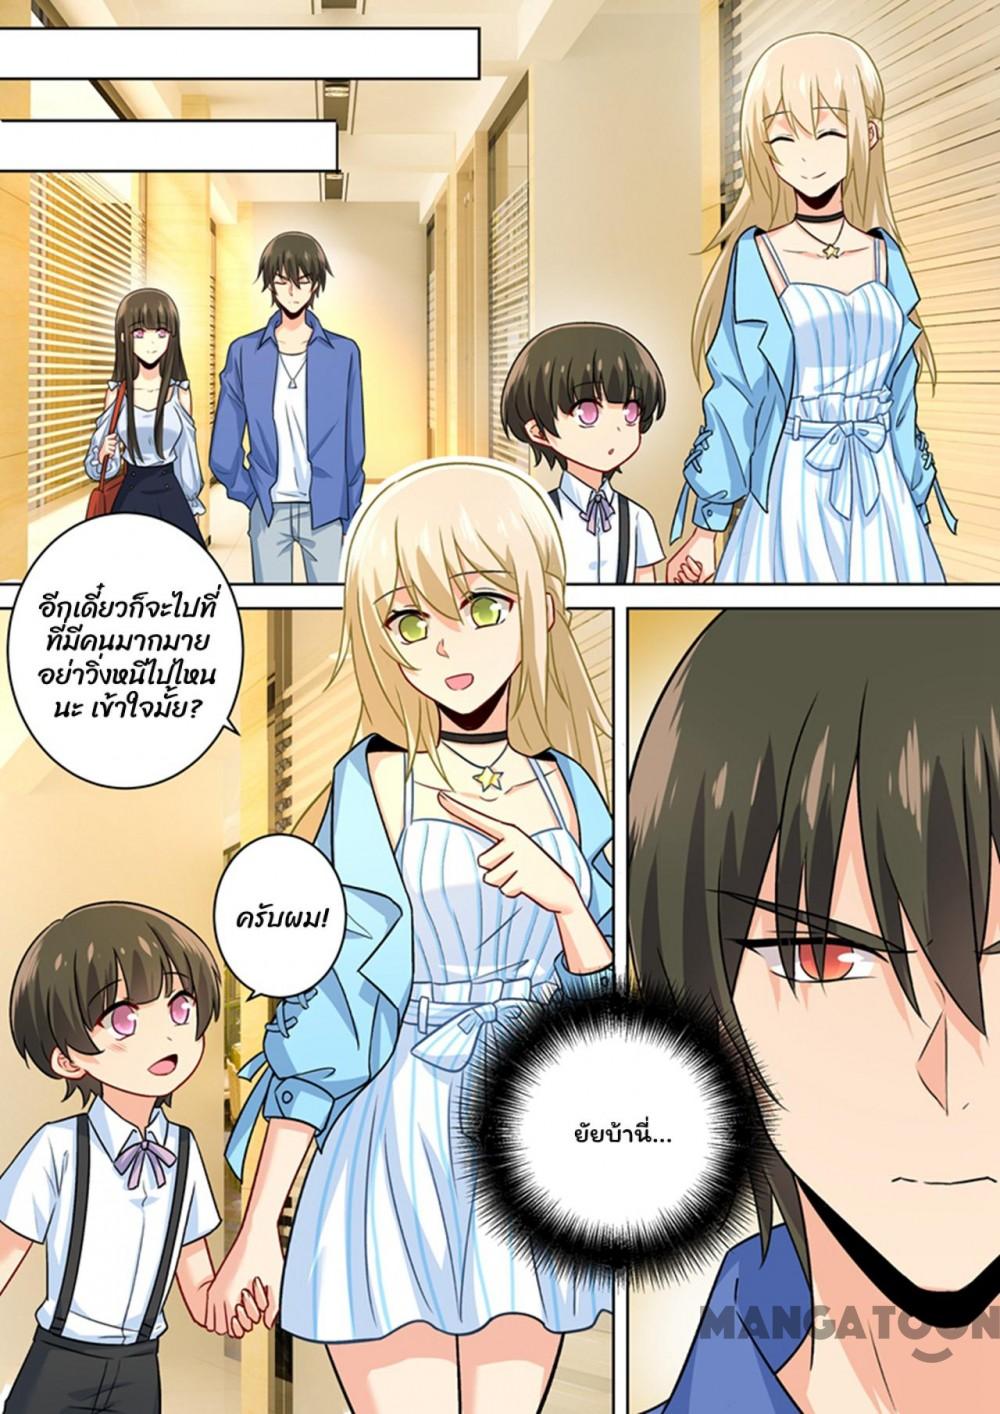 อีกเดี๋ยวก็จะไปที่
ที่มีคนมากมาย
อย่าวิ่งหนีไปไหน
นะ เข้าใจมั้ย?
ครับผม!
ยัยบ้านี่...
MANGATOON